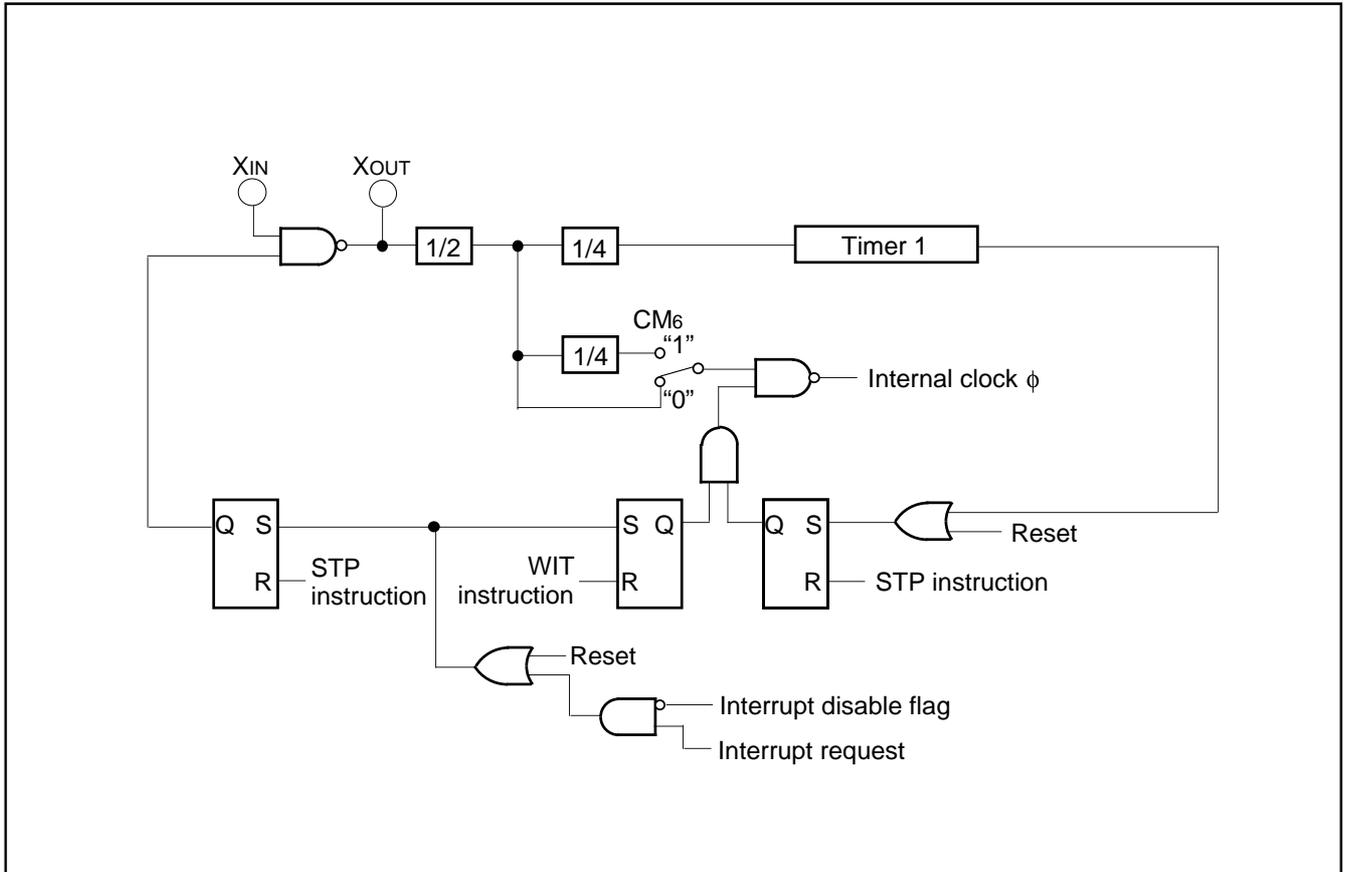 XIN
XOUT
1/2
1/4
Timer 1
CM6
“1”
1/4
“0”
Internal clock ϕ
Q S
S Q
Q S
Reset
R
STP
instruction
WIT
instruction
R
R
STP instruction
Reset
Interrupt disable flag
Interrupt request